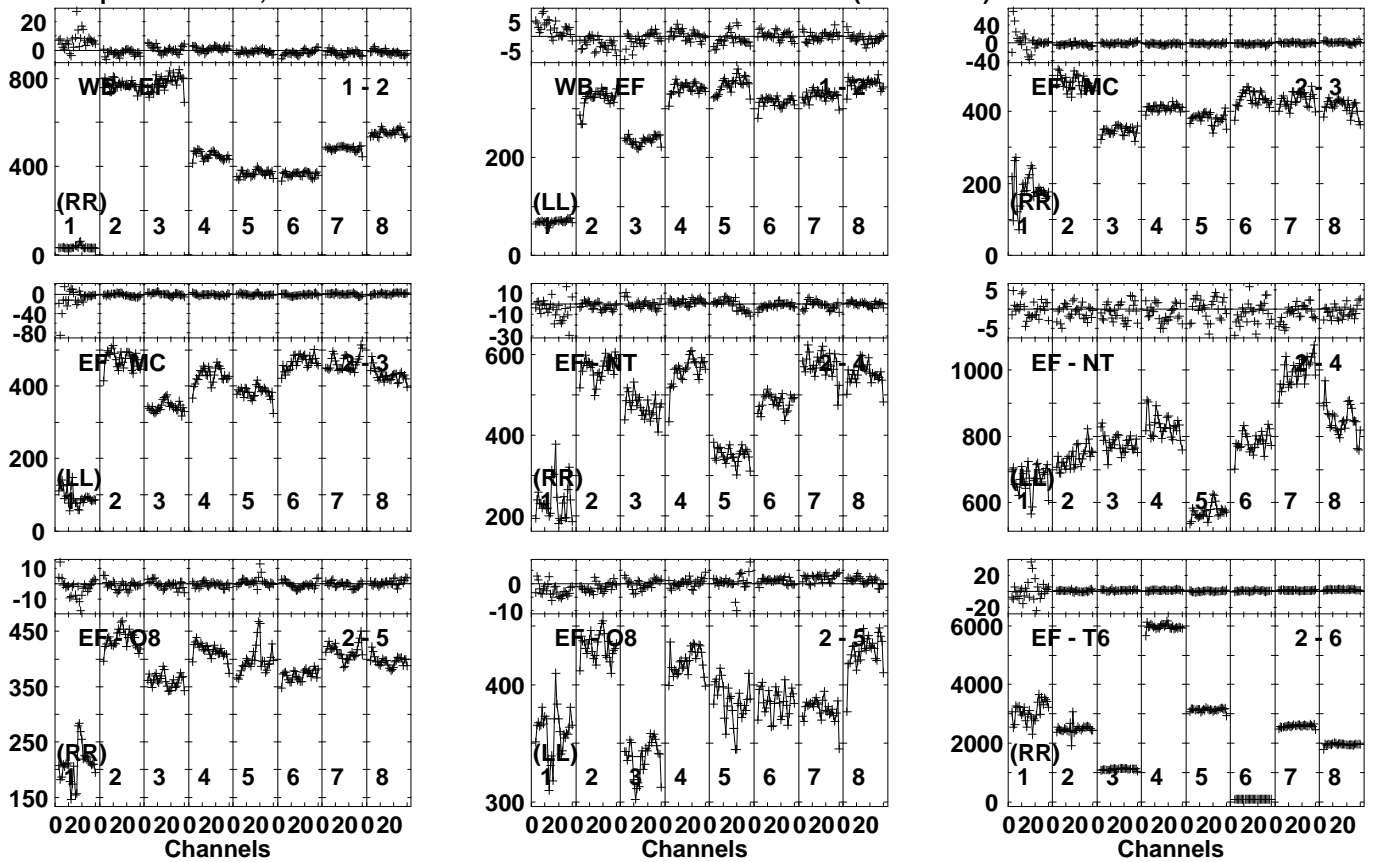 20
0
800
400
0
WB - EF 1 - 2
(RR)
1 2 3 4 5 6 7 8
5
-5
200
0
WB - EF 1 - 2
(LL)
1 2 3 4 5 6 7 8
40
0
-40
400
200
0
EF - MC 2 - 3
(RR)
1 2 3 4 5 6 7 8
0
-40
-80
400
200
0
EF - MC 2 - 3
(LL)
1 2 3 4 5 6 7 8
10
-10
-30
600
400
200
EF - NT 2 - 4
(RR)
1 2 3 4 5 6 7 8
5
-5
1000
800
600
EF - NT 2 - 4
(LL)
1 2 3 4 5 6 7 8
10
-10
450
350
250
150
EF - O8 2 - 5
(RR)
1 2 3 4 5 6 7 8
0 20 0 20 0 20 0 20 0 20 0 20 0 20 0 20
Channels
0
-10
400
300
EF - O8 2 - 5
(LL)
1 2 3 4 5 6 7 8
0 20 0 20 0 20 0 20 0 20 0 20 0 20 0 20
Channels
20
-20
6000
4000
2000
0
EF - T6 2 - 6
(RR)
1 2 3 4 5 6 7 8
0 20 0 20 0 20 0 20 0 20 0 20 0 20 0 20
Channels